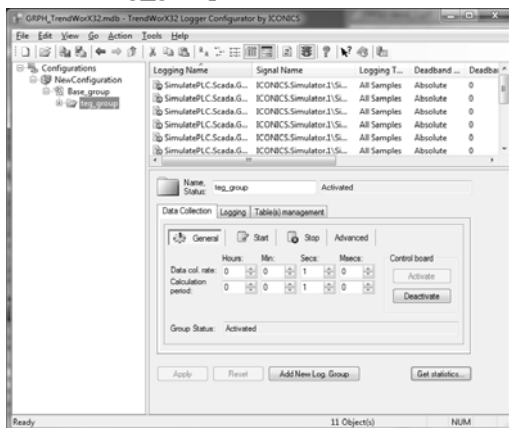 GRPH_TrendWorX32.mdb - TrendWorX32 Logger Configurator by ICONICS
File Edit View Go Action Tools Help
Configurations
NewConfiguration
Base_group
teg_group
Logging Name Signal Name Logging T... Deadband ... Deadba
SimulatePLC.Scada.G... ICONICS.Simulator.1\Si... All Samples Absolute 0
SimulatePLC.Scada.G... ICONICS.Simulator.1\Si... All Samples Absolute 0
SimulatePLC.Scada.G... ICONICS.Simulator.1\Si... All Samples Absolute 0
SimulatePLC.Scada.G... ICONICS.Simulator.1\Si... All Samples Absolute 0
SimulatePLC.Scada.G... ICONICS.Simulator.1\Si... All Samples Absolute 0
SimulatePLC.Scada.G... ICONICS.Simulator.1\Si... All Samples Absolute 0
Name, Status: teg_group Activated
Data Collection Logging Table(s) management
General Start Stop Advanced
Hours: Min: Secs: Msecs: Control board
Data col. rate: 0 0 1 0 Activate
Calculation period: 0 0 1 0 Deactivate
Group Status: Activated
Apply Reset Add New Log. Group Get statistics...
Ready 11 Object(s) NUM